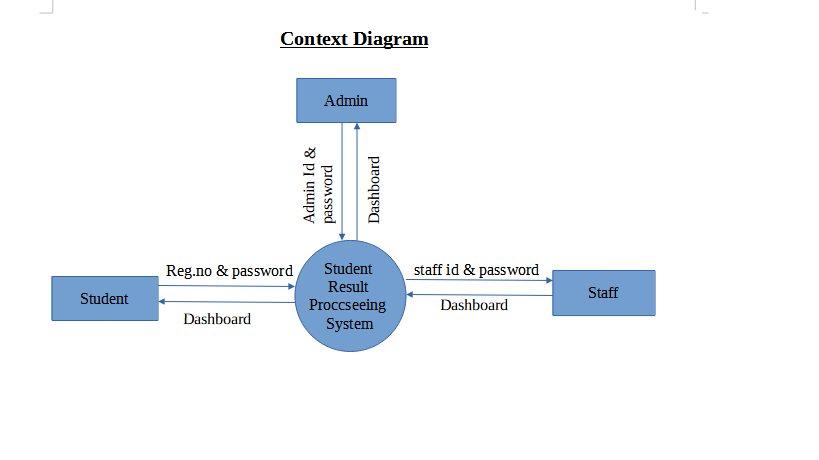 Context Diagram
Admin
Admin Id &
password
Dashboard
Reg.no & password
Student
Dashboard
Student
Result
Proccseeing
System
staff id & password
Staff
Dashboard